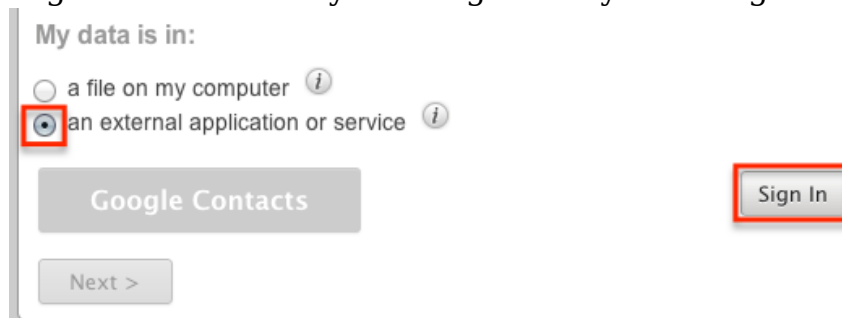 My data is in:
a file on my computer i
an external application or service i
Google Contacts
Sign In
Next >